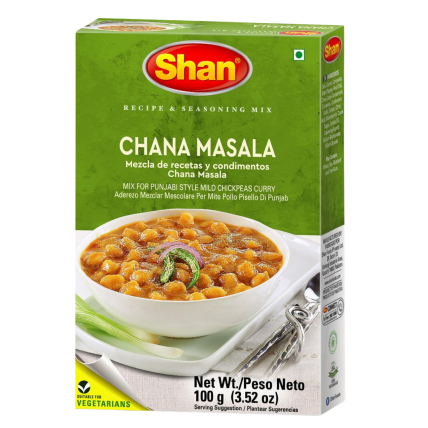 Shan®
RECIPE & SEASONING MIX
CHANA MASALA
Mezcla de recetas y condimentos
Chana Masala
MIX FOR PUNJABI STYLE MILD CHICKPEAS CURRY
Aderezo Mezclar Mescolare Per Mite Pollo Pisello Di Punjab
SUITABLE FOR
VEGETARIANS
Net Wt./Peso Neto
100 g (3.52 oz)
Serving Suggestion / Plantear Sugerencias